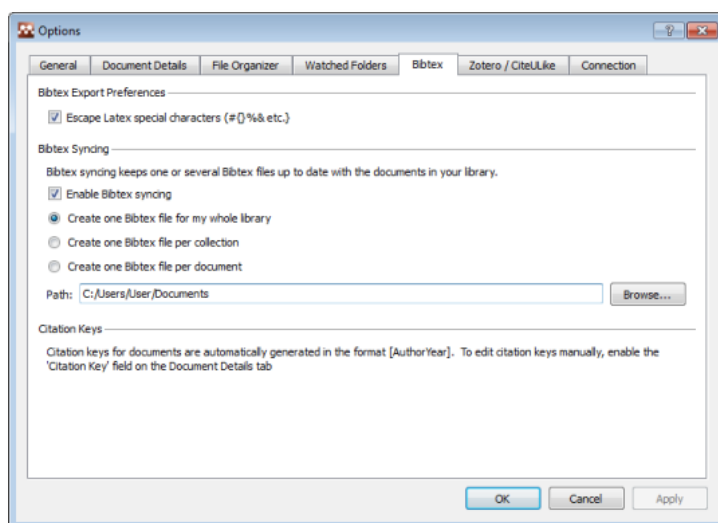 Options
General Document Details File Organizer Watched Folders Bibtex Zotero / CiteULike Connection
Bibtex Export Preferences
Escape Latex special characters (#{}%& etc.}
Bibtex Syncing
Bibtex syncing keeps one or several Bibtex files up to date with the documents in your library.
Enable Bibtex syncing
Create one Bibtex file for my whole library
Create one Bibtex file per collection
Create one Bibtex file per document
Path: C:/Users/User/Documents Browse...
Citation Keys
Citation keys for documents are automatically generated in the format [AuthorYear]. To edit citation keys manually, enable the
'Citation Key' field on the Document Details tab
OK Cancel Apply